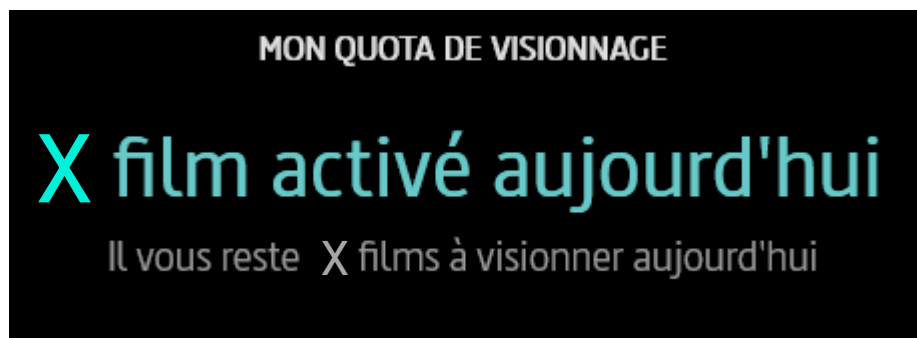 MON QUOTA DE VISIONNAGE
X film activé aujourd'hui
Il vous reste X films à visionner aujourd'hui